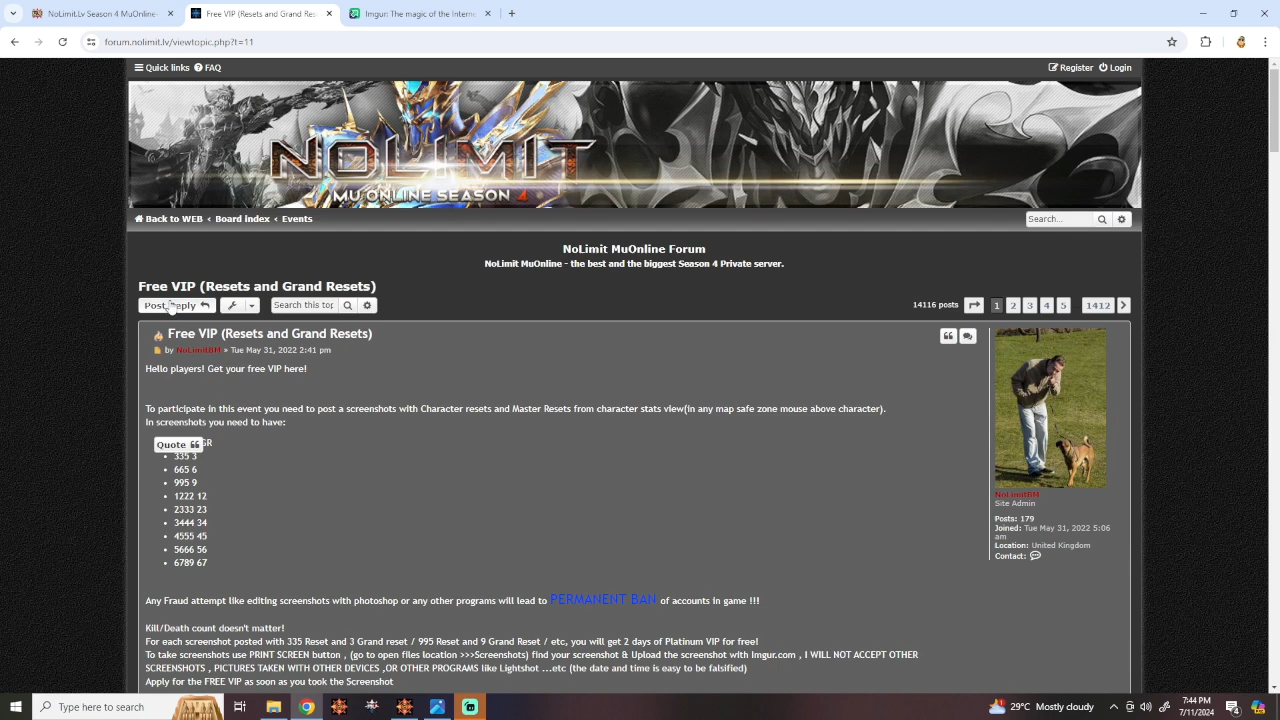 NoLimit.Lv Season 4 MuOnline
Free VIP (Resets and Grand Res
Imgur: The magic of the Interne
forum.nolimit.lv/viewtopic.php?t=11
Quick links FAQ
Register Login
NOLIMIT
MU ONLINE SEASON 4
Back to WEB ‹ Board index ‹ Events
Search...
NoLimit MuOnline Forum
NoLimit MuOnline - the best and the biggest Season 4 Private server.
Free VIP (Resets and Grand Resets)
Post Reply
Search this top
14116 posts 1 2 3 4 5 1412
Free VIP (Resets and Grand Resets)
by NoLimitBM » Tue May 31, 2022 2:41 pm
Hello players! Get your free VIP here!
To participate in this event you need to post a screenshots with Character resets and Master Resets from character stats view(in any map safe zone mouse above character).
In screenshots you need to have:
Quote GR
335 3
665 6
995 9
1222 12
2333 23
3444 34
4555 45
5666 56
6789 67
Any Fraud attempt like editing screenshots with photoshop or any other programs will lead to PERMANENT BAN of accounts in game !!!
Kill/Death count doesn't matter!
For each screenshot posted with 335 Reset and 3 Grand reset / 995 Reset and 9 Grand Reset / etc, you will get 2 days of Platinum VIP for free!
To take screenshots use PRINT SCREEN button , (go to open files location >>>Screenshots) find your screenshot & Upload the screenshot with Imgur.com , I WILL NOT ACCEPT OTHER
SCREENSHOTS , PICTURES TAKEN WITH OTHER DEVICES ,OR OTHER PROGRAMS like Lightshot ...etc (the date and time is easy to be falsified)
Apply for the FREE VIP as soon as you took the Screenshot
NoLimitBM
Site Admin
Posts: 179
Joined: Tue May 31, 2022 5:06
am
Location: United Kingdom
Contact:
Type here to search
29°C Mostly cloudy
7:44 PM
7/11/2024
4